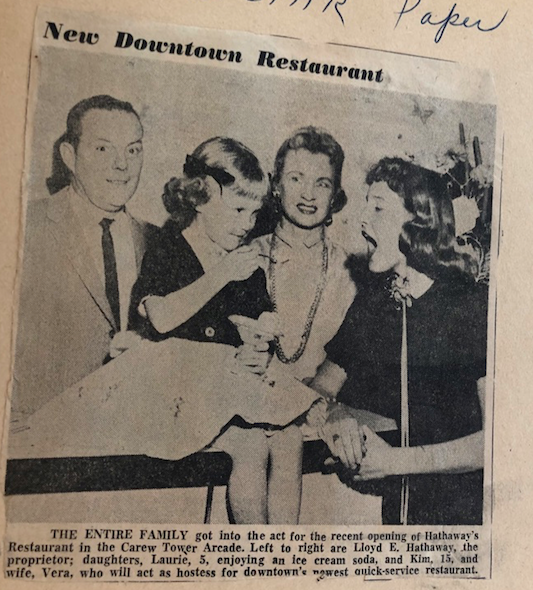 Paper
New Downtown Restaurant
THE ENTIRE FAMILY got into the act for the recent opening of Hathaway's
Restaurant in the Carew Tower Arcade. Left to right are Lloyd E. Hathaway, the
proprietor; daughters, Laurie, 5, enjoying an ice cream soda, and Kim, 15, and
wife, Vera, who will act as hostess for downtown's newest quick-service restaurant.